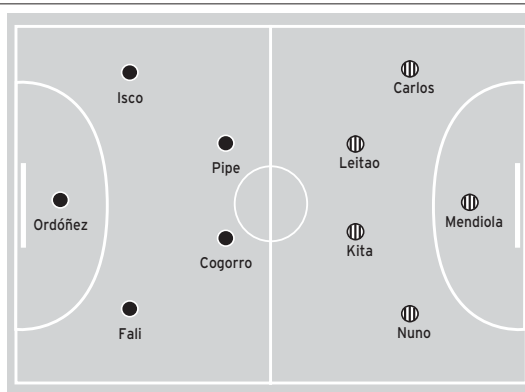 Isco
Carlos
Pipe
Leitao
Ordóñez
Mendiola
Cogorro
Kita
Fali
Nuno